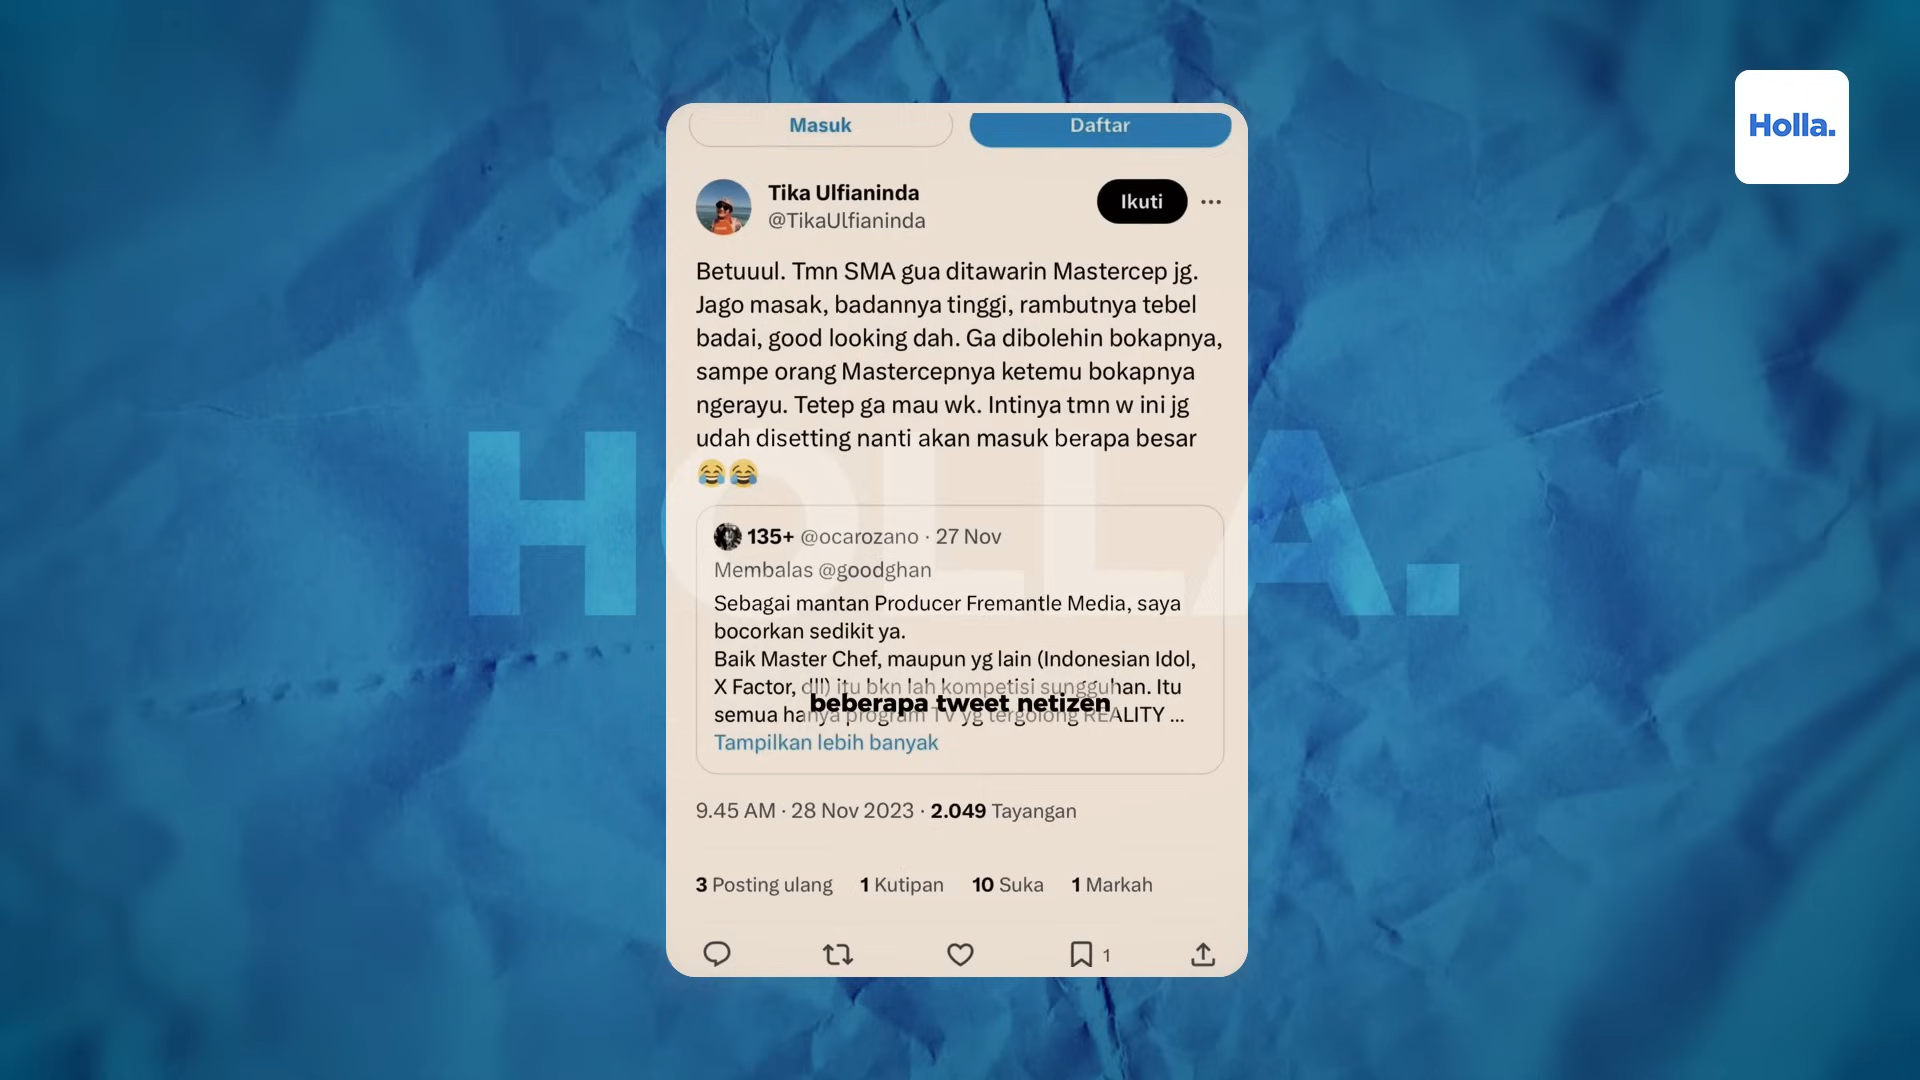 Holla.
Masuk
Daftar
Tika Ulfianinda
@TikaUlfianinda
Ikuti
Betuuul. Tmn SMA gua ditawarin Mastercep jg.
Jago masak, badannya tinggi, rambutnya tebel
badai, good looking dah. Ga dibolehin bokapnya,
sampe orang Mastercepnya ketemu bokapnya
ngerayu. Tetep ga mau wk. Intinya tmn w ini jg
udah disetting nanti akan masuk berapa besar
😂😂
HOLLA.
135+ @ocarozano · 27 Nov
Membalas @goodghan
Sebagai mantan Producer Fremantle Media, saya
bocorkan sedikit ya.
Baik Master Chef, maupun yg lain (Indonesian Idol,
X Factor, dll) itu bkn lah kompetisi sungguhan. Itu
semua hanya program TV yg tergolong REALITY ...
beberapa tweet netizen
Tampilkan lebih banyak
9.45 AM · 28 Nov 2023 · 2.049 Tayangan
3 Posting ulang 1 Kutipan 10 Suka 1 Markah
1